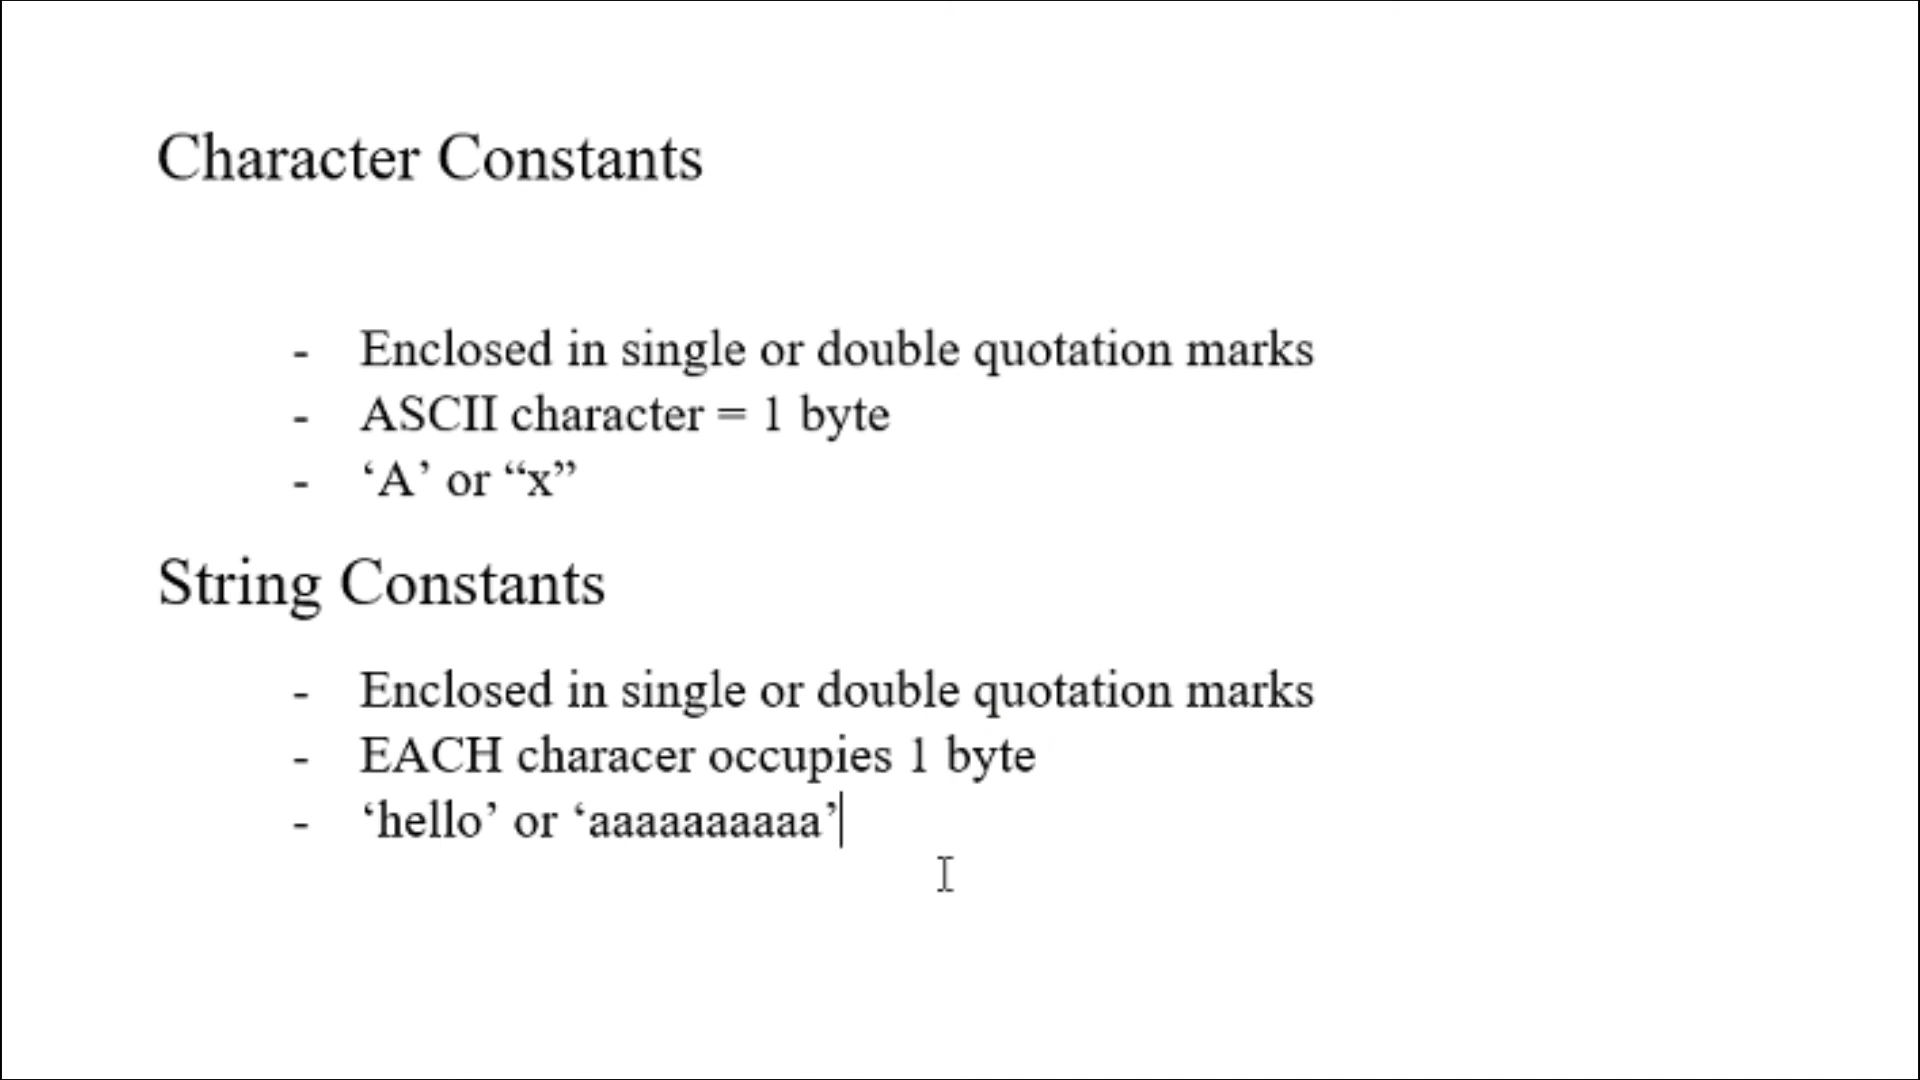 Character Constants
- Enclosed in single or double quotation marks
- ASCII character = 1 byte
- ‘A’ or “x”
String Constants
- Enclosed in single or double quotation marks
- EACH characer occupies 1 byte
- ‘hello’ or ‘aaaaaaaaaa’